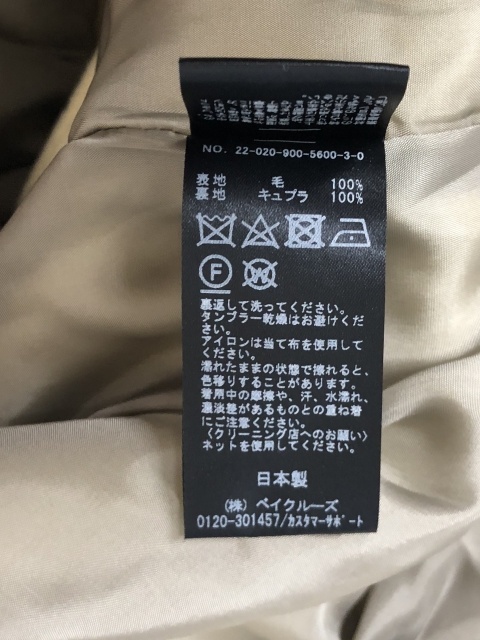 NO. 22-020-900-5600-3-0
表地 毛 100%
裏地 キュプラ 100%
F
W
裏返して洗ってください。
タンブラー乾燥はお避けくだ
さい。
アイロンは当て布を使用して
ください。
濡れたままの状態で擦れると、
色移りすることがあります。
着用中の摩擦や、汗、水濡れ、
濃淡差があるものとの重ね着
にご注意ください。
〈クリーニング店へのお願い〉
ネットを使用してください。
日本製
(株) ベイクルーズ
0120-301457/カスタマーサポート